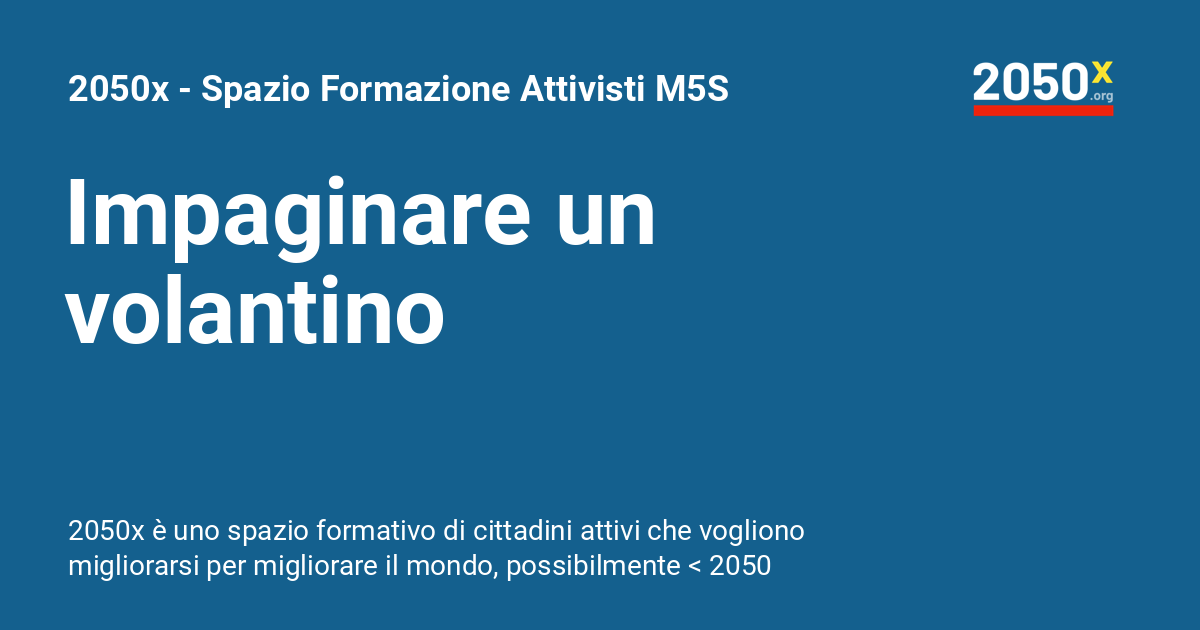 2050x - Spazio Formazione Attivisti M5S
2050x
.org
Impaginare un
volantino
2050x è uno spazio formativo di cittadini attivi che vogliono
migliorarsi per migliorare il mondo, possibilmente < 2050